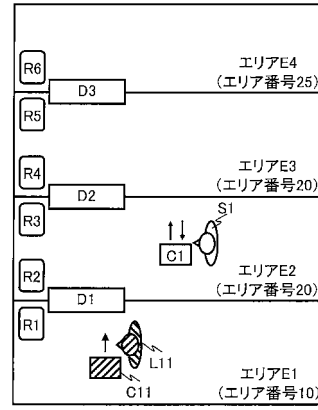 R6
エリアE4
(エリア番号25)
D3
R5
R4
エリアE3
(エリア番号20)
D2
S1
R3
C1
R2
エリアE2
(エリア番号20)
D1
R1
L11
エリアE1
(エリア番号10)
C11